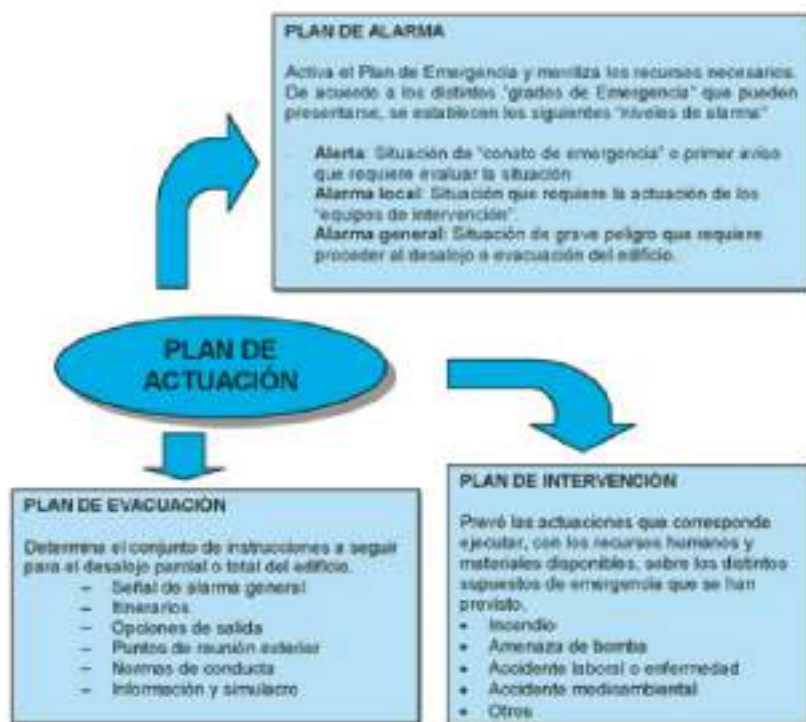 PLAN DE ALARMA
Activa el Plan de Emergencia y moviliza los recursos necesarios.
De acuerdo a los distintos "grados de Emergencia" que pueden
presentarse, se establecen los siguientes "niveles de alarma"
- Alerta: Situación de "conato de emergencia" o primer aviso
que requiere evaluar la situación
- Alarma local: Situación que requiere la actuación de los
"equipos de intervención".
- Alarma general: Situación de grave peligro que requiere
proceder al desalojo o evacuación del edificio.
PLAN DE
ACTUACIÓN
PLAN DE EVACUACIÓN
Determina el conjunto de instrucciones a seguir
para el desalojo parcial o total del edificio.
– Señal de alarma general
– Itinerarios
– Opciones de salida
– Puntos de reunión exterior
– Normas de conducta
– Información y simulacro
PLAN DE INTERVENCIÓN
Prevé las actuaciones que corresponde
ejecutar, con los recursos humanos y
materiales disponibles, sobre los distintos
supuestos de emergencia que se han
previsto.
• Incendio
• Amenaza de bomba
• Accidente laboral o enfermedad
• Accidente medioambiental
• Otros